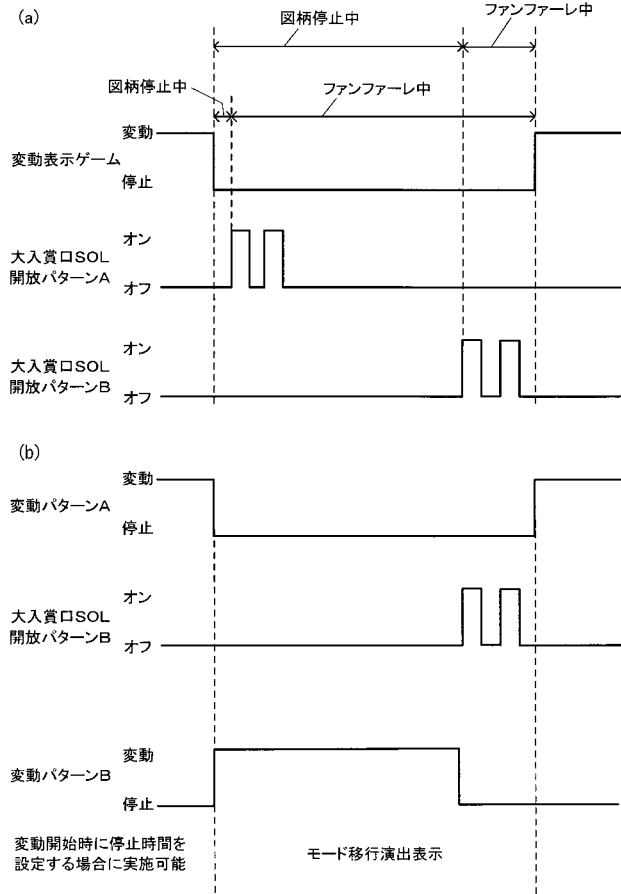 (a)
図柄停止中
ファンファーレ中
図柄停止中
ファンファーレ中
変動
変動表示ゲーム
停止
オン
大入賞口SOL
開放パターンA
オフ
オン
大入賞口SOL
開放パターンB
オフ
(b)
変動
変動パターンA
停止
オン
大入賞口SOL
開放パターンB
オフ
変動
変動パターンB
停止
変動開始時に停止時間を
設定する場合に実施可能
モード移行演出表示